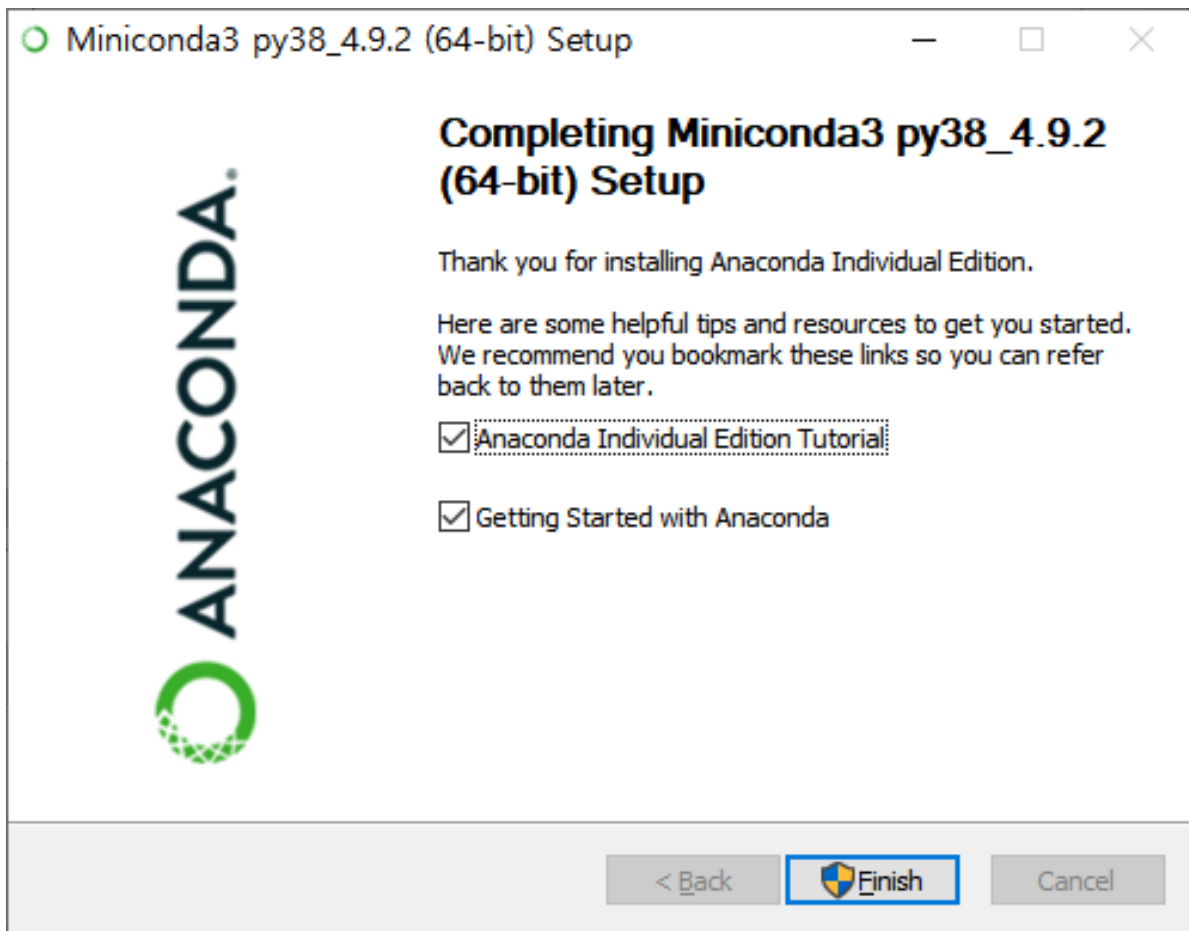 Miniconda3 py38_4.9.2 (64-bit) Setup
Completing Miniconda3 py38_4.9.2
(64-bit) Setup
Thank you for installing Anaconda Individual Edition.
Here are some helpful tips and resources to get you started.
We recommend you bookmark these links so you can refer
back to them later.
Anaconda Individual Edition Tutorial
Getting Started with Anaconda
ANACONDA.
< Back
Finish
Cancel